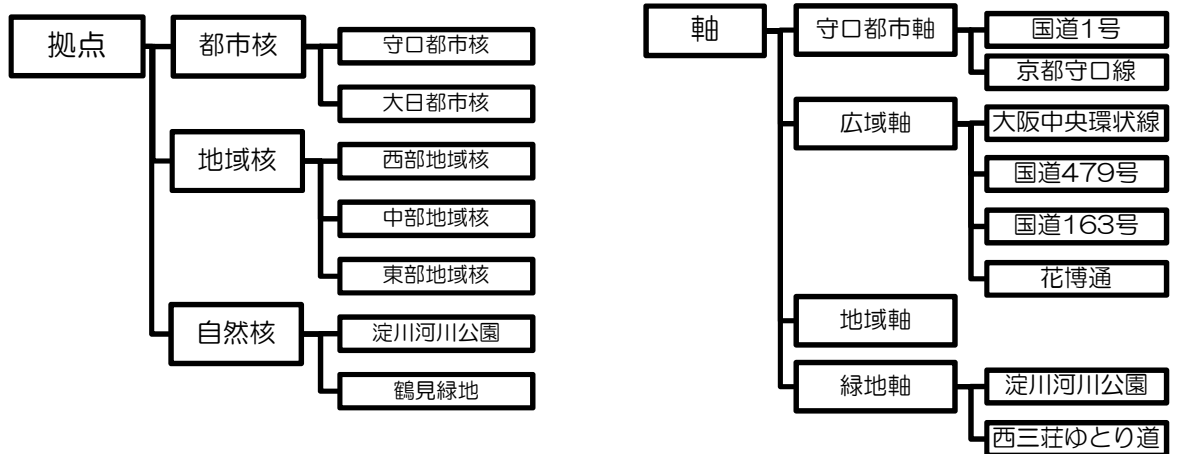 拠点
都市核
守口都市核
大日都市核
地域核
西部地域核
中部地域核
東部地域核
自然核
淀川河川公園
鶴見緑地
軸
守口都市軸
国道1号
京都守口線
広域軸
大阪中央環状線
国道479号
国道163号
花博通
地域軸
緑地軸
淀川河川公園
西三荘ゆとり道